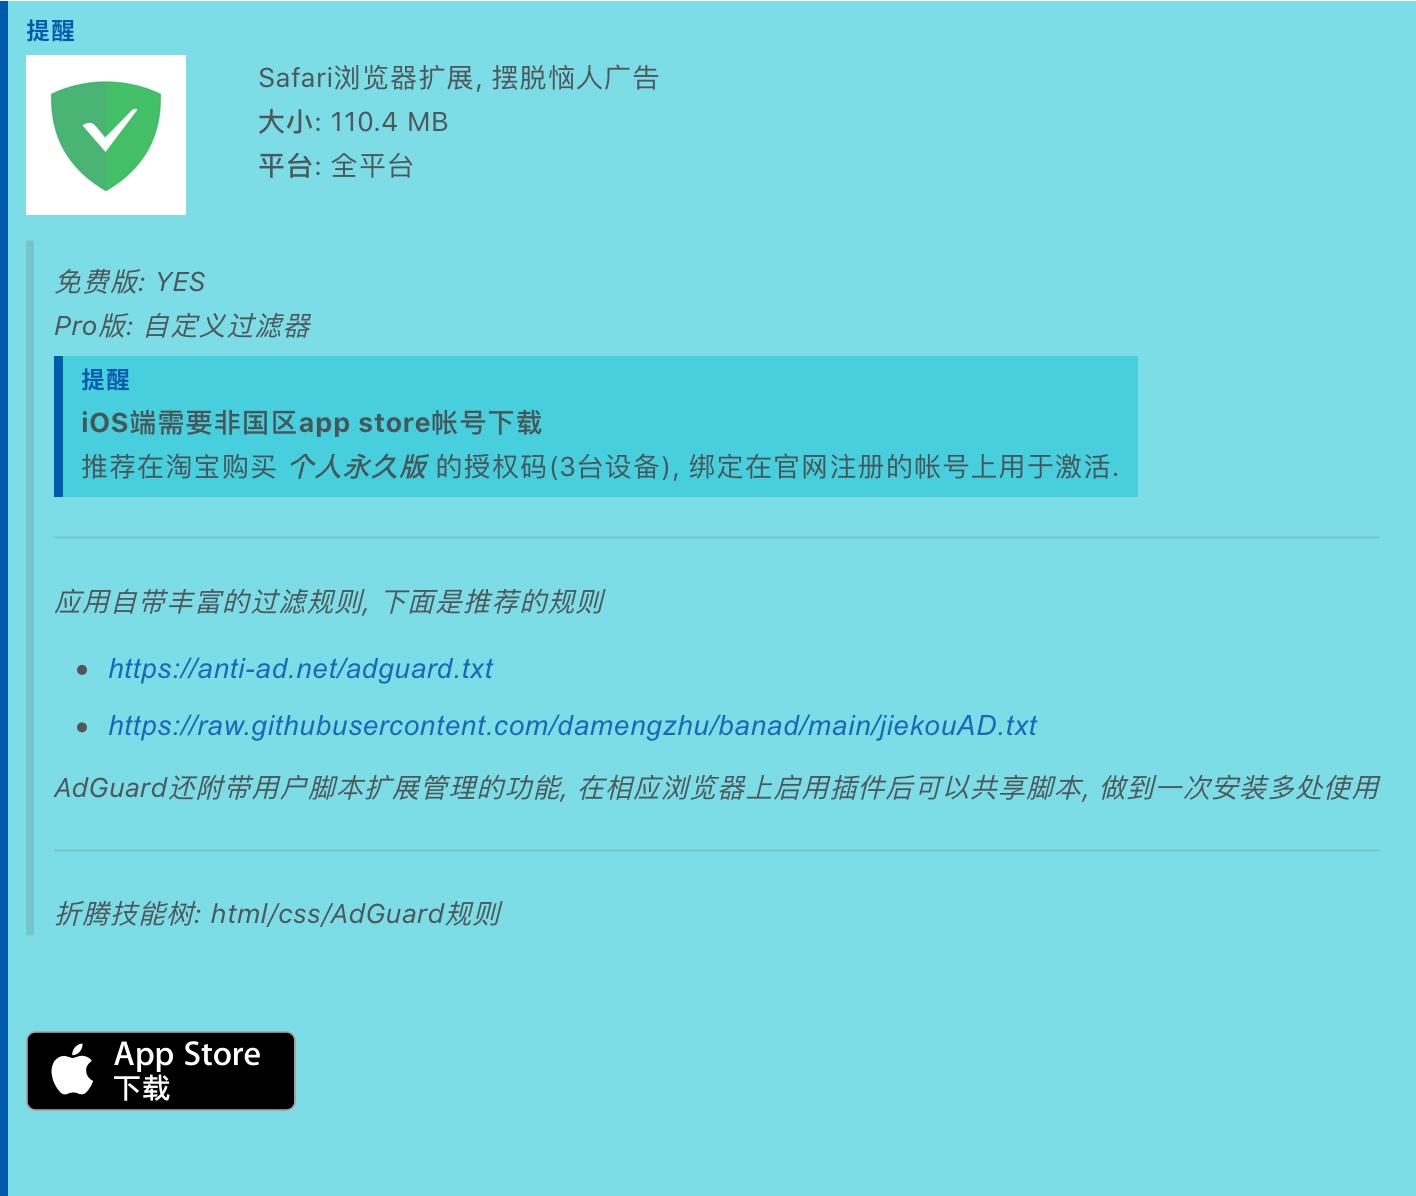 提醒
Safari浏览器扩展, 摆脱恼人广告
大小: 110.4 MB
平台: 全平台
免费版: YES
Pro版: 自定义过滤器
提醒
iOS端需要非国区app store帐号下载
推荐在淘宝购买 个人永久版 的授权码(3台设备), 绑定在官网注册的帐号上用于激活.
应用自带丰富的过滤规则, 下面是推荐的规则
• https://anti-ad.net/adguard.txt
• https://raw.githubusercontent.com/damengzhu/banad/main/jiekouAD.txt
AdGuard还附带用户脚本扩展管理的功能, 在相应浏览器上启用插件后可以共享脚本, 做到一次安装多处使用
折腾技能树: html/css/AdGuard规则
App Store
下载